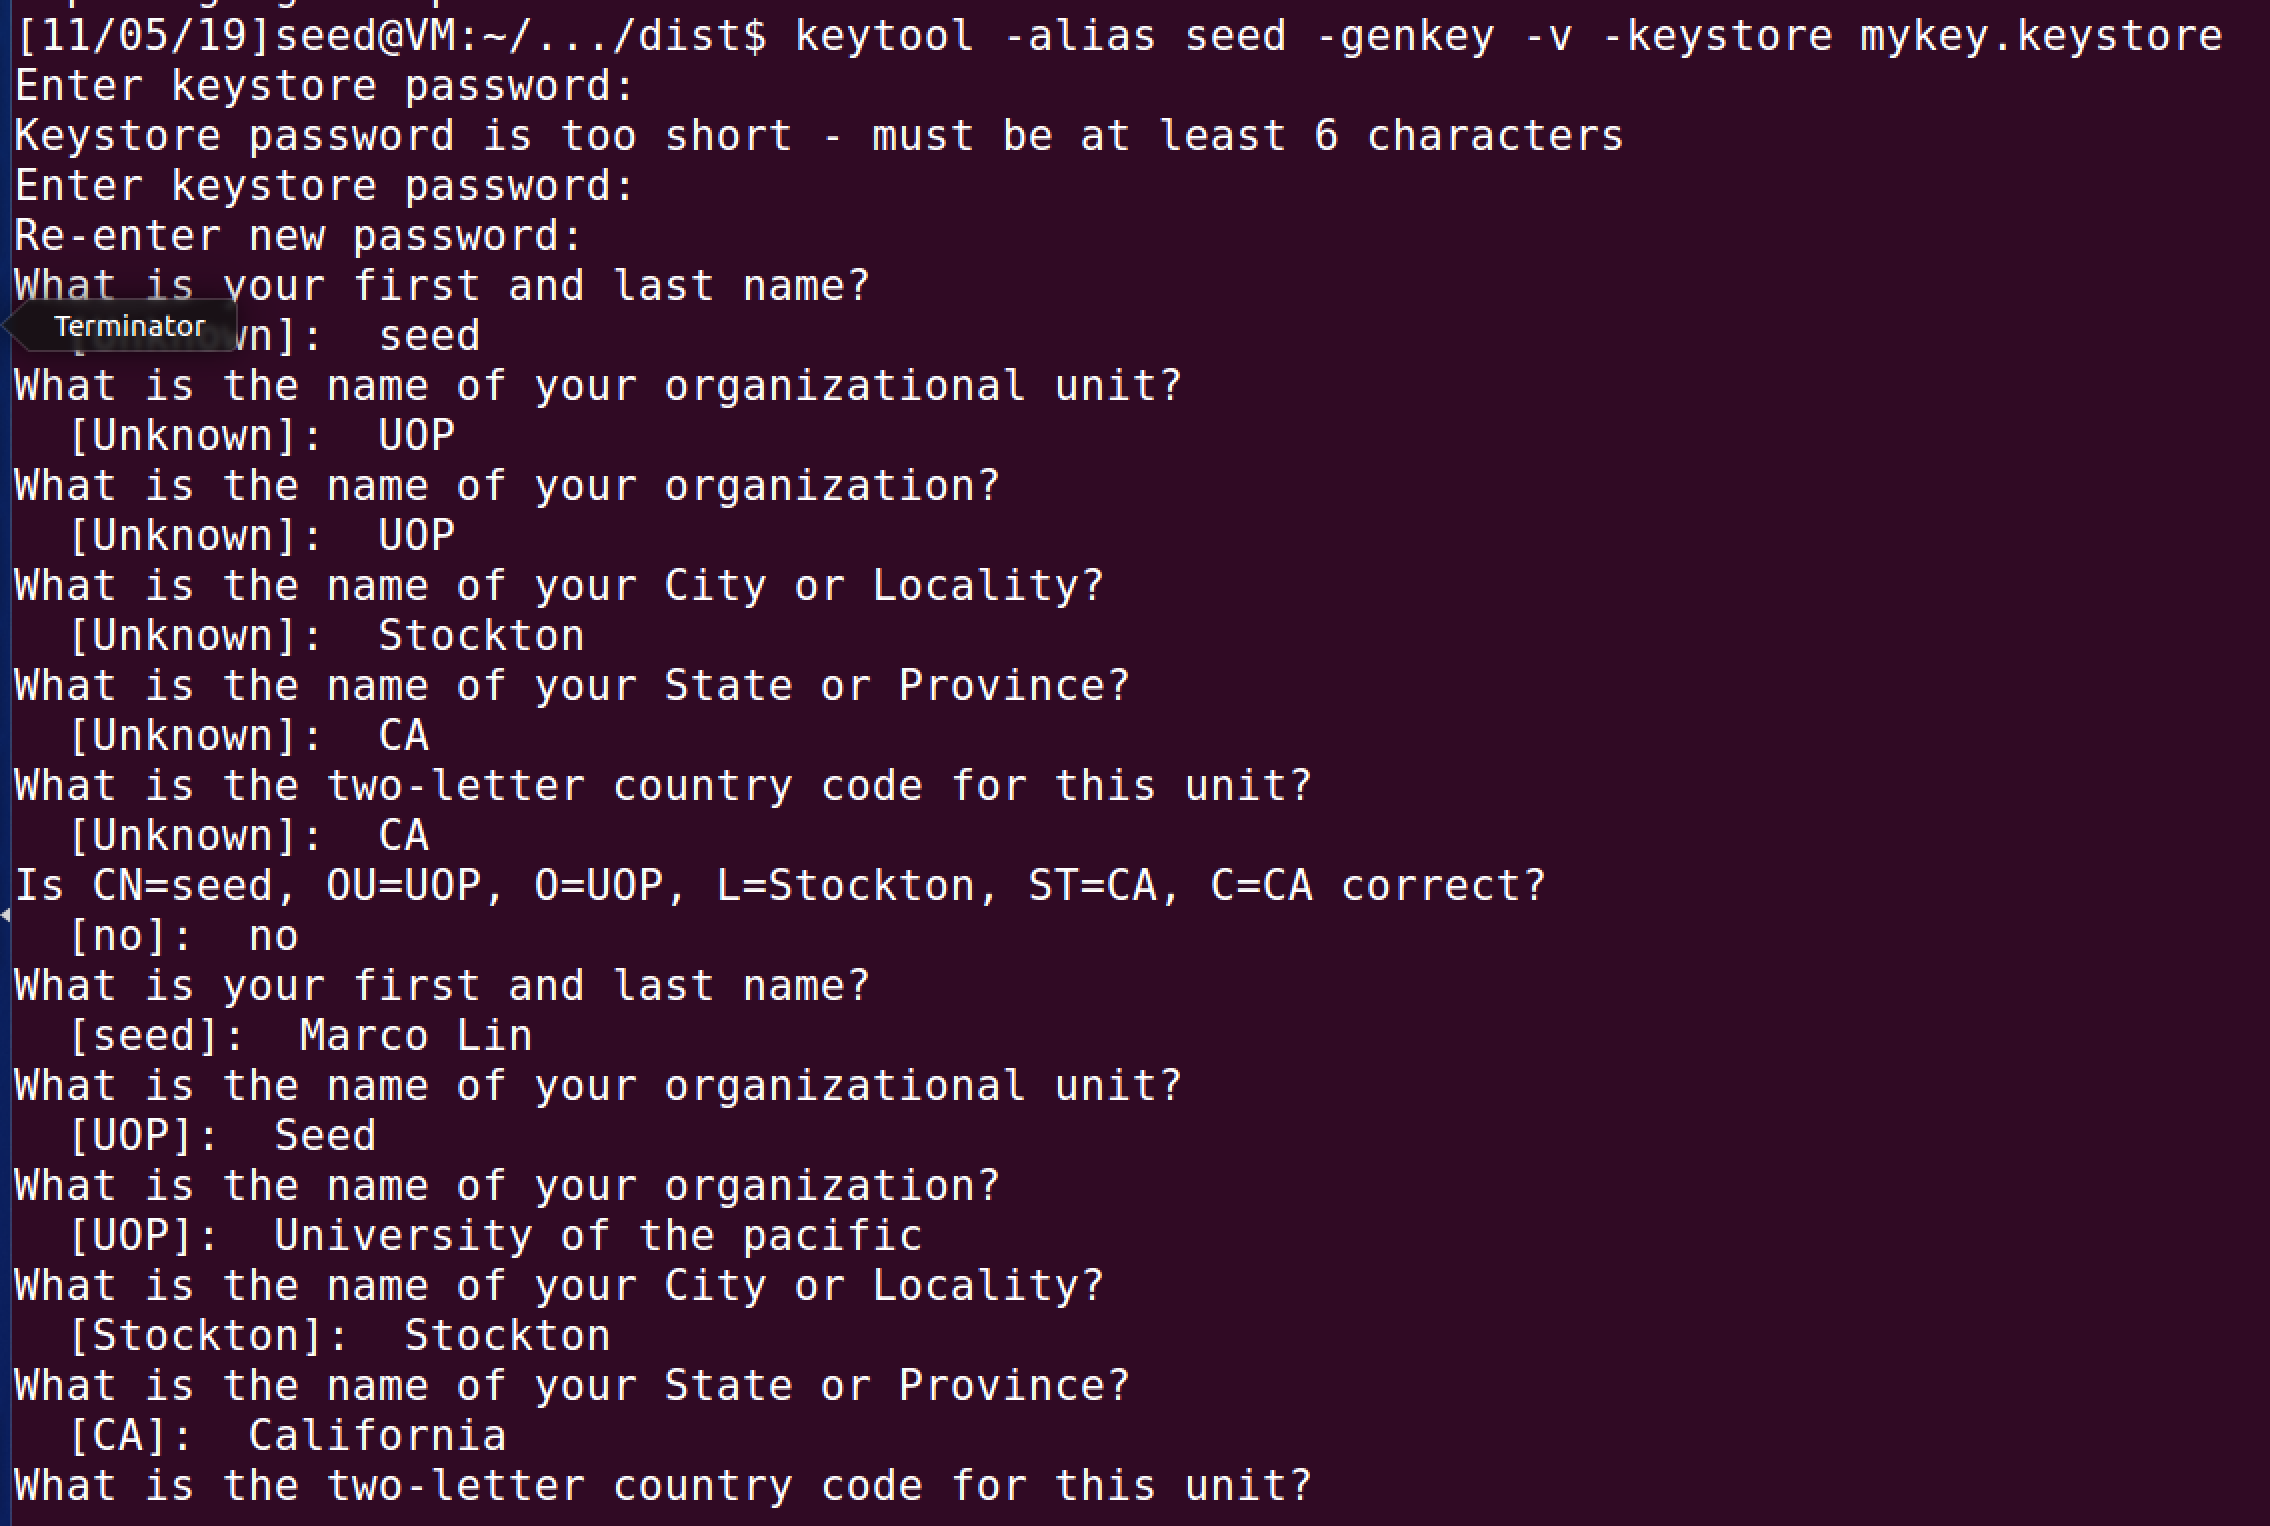 [11/05/19]seed@VM:~/.../dist$ keytool -alias seed -genkey -v -keystore mykey.keystore
Enter keystore password:
Keystore password is too short - must be at least 6 characters
Enter keystore password:
Re-enter new password:
What is your first and last name?
Terminator
wn]:  seed
What is the name of your organizational unit?
  [Unknown]:  UOP
What is the name of your organization?
  [Unknown]:  UOP
What is the name of your City or Locality?
  [Unknown]:  Stockton
What is the name of your State or Province?
  [Unknown]:  CA
What is the two-letter country code for this unit?
  [Unknown]:  CA
Is CN=seed, OU=UOP, O=UOP, L=Stockton, ST=CA, C=CA correct?
  [no]:  no
What is your first and last name?
  [seed]:  Marco Lin
What is the name of your organizational unit?
  [UOP]:  Seed
What is the name of your organization?
  [UOP]:  University of the pacific
What is the name of your City or Locality?
  [Stockton]:  Stockton
What is the name of your State or Province?
  [CA]:  California
What is the two-letter country code for this unit?